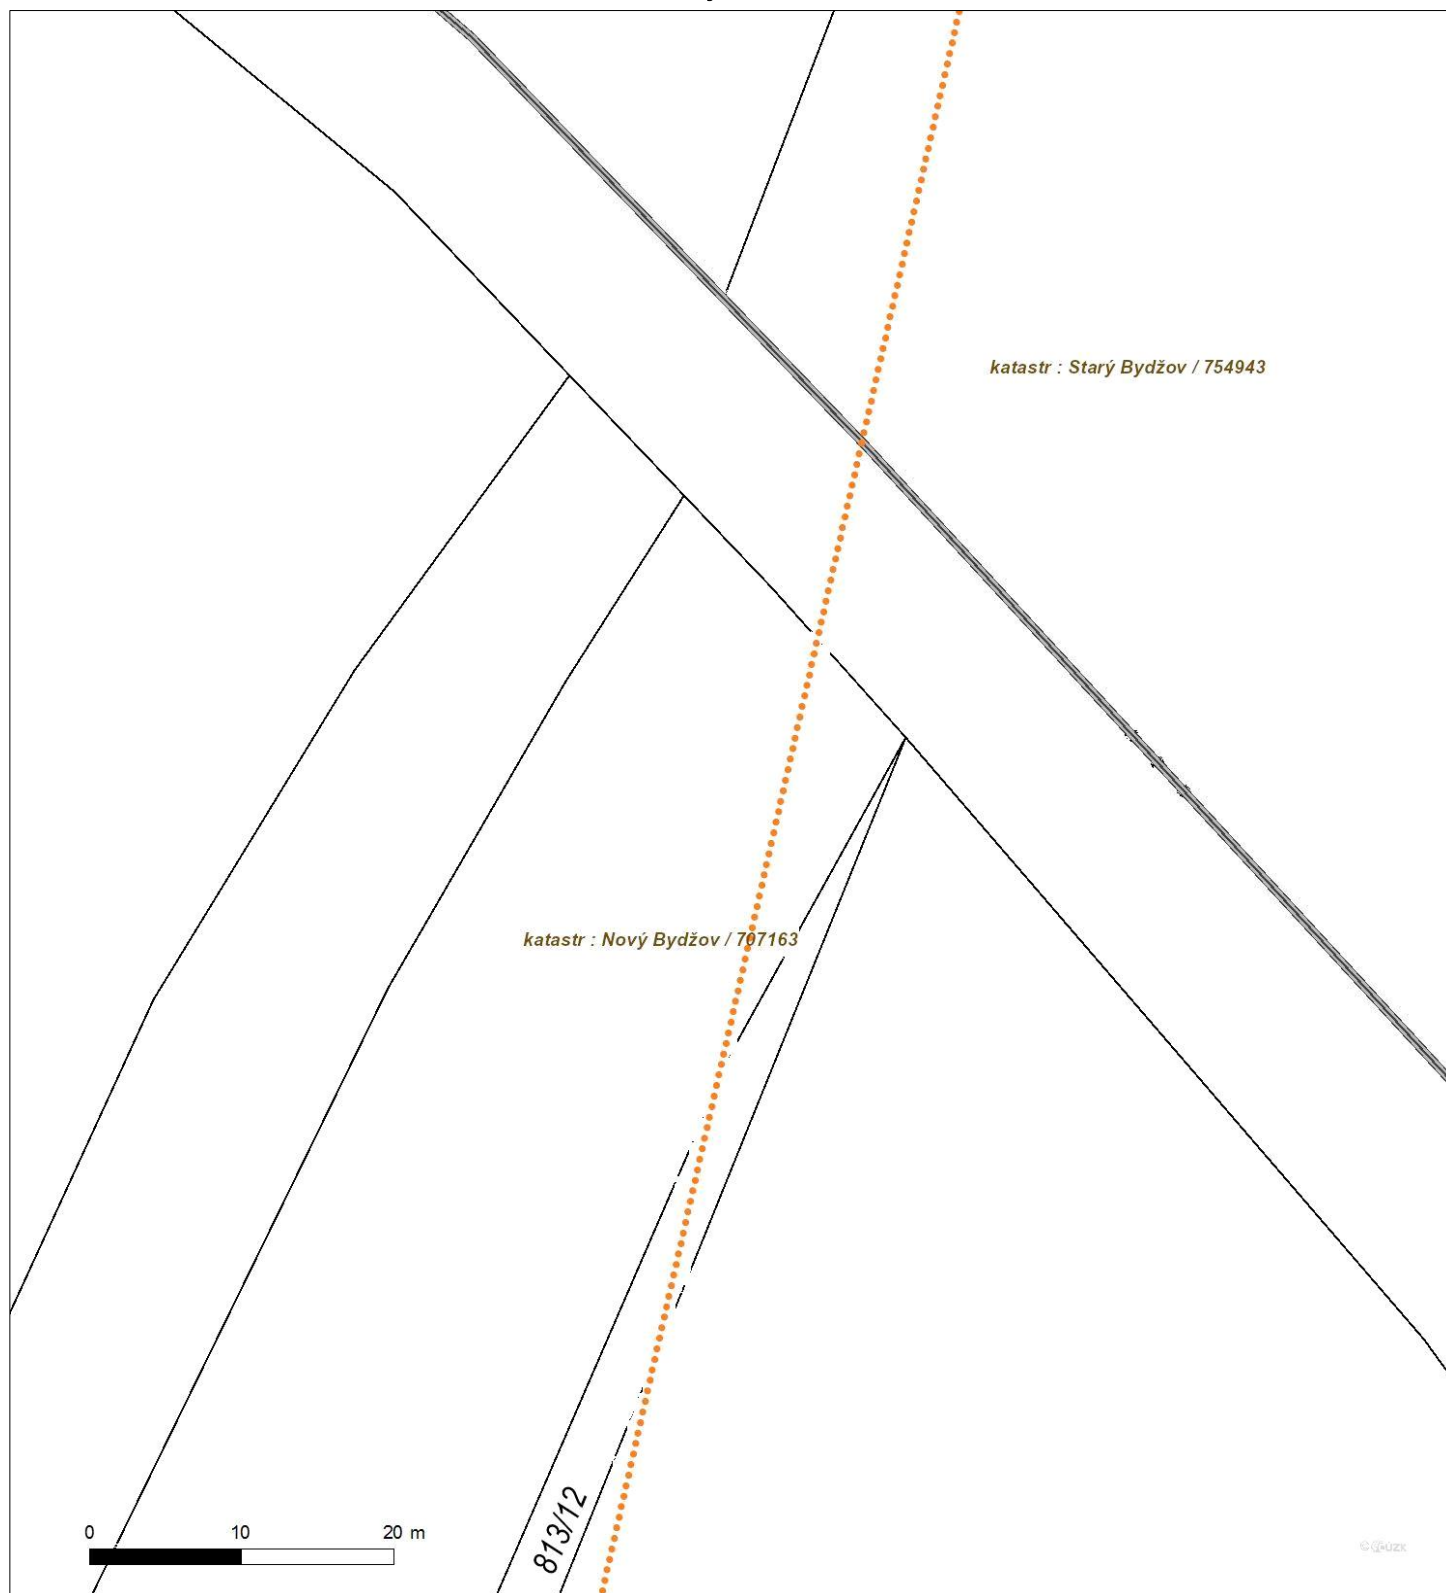 katastr : Starý Bydžov / 754943
katastr : Nový Bydžov / 707163
813/12
0 10 20 m